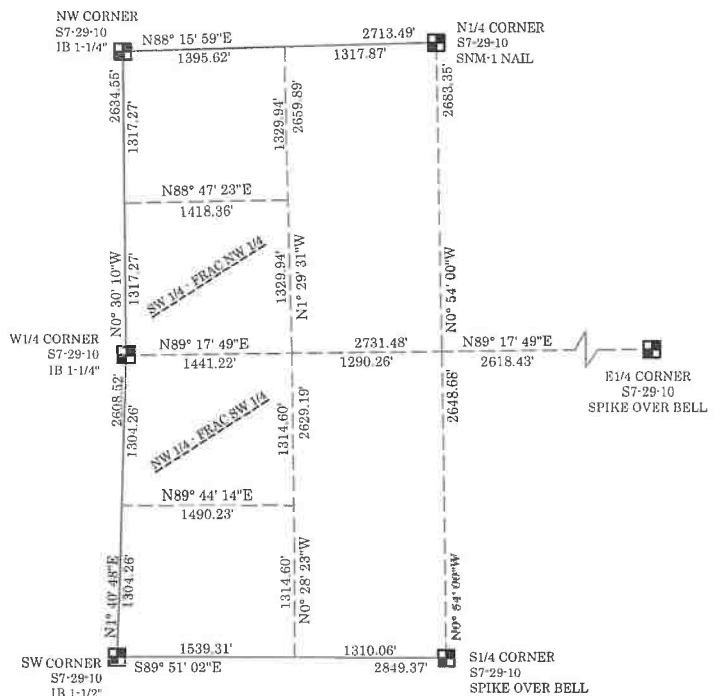 NW CORNER
S7-29-10
IB 1-1/4"
N88° 15' 59"E
1395.62'
2713.49'
1317.87'
N1/4 CORNER
S7-29-10
SNM-1 NAIL
2634.55'
1317.27'
1329.94'
2659.89'
2683.35'
N88° 47' 23"E
1418.36'
SW 1/4 - FRAC NW 1/4
N0° 30' 10"W
1317.27'
1329.94'
N1° 29' 31"W
N0° 54' 00"W
W1/4 CORNER
S7-29-10
IB 1-1/4"
N89° 17' 49"E
1441.22'
2731.48'
1290.26'
N89° 17' 49"E
2618.43'
E1/4 CORNER
S7-29-10
SPIKE OVER BELL
2608.52'
1304.26'
NW 1/4 - FRAC SW 1/4
1314.60'
2629.19'
2648.68'
N89° 44' 14"E
1490.23'
N1° 40' 48"E
1304.26'
1314.60'
N0° 28' 23"W
N0° 54' 00"W
SW CORNER
S7-29-10
IB 1-1/2"
1539.31'
S89° 51' 02"E
1310.06'
2849.37'
S1/4 CORNER
S7-29-10
SPIKE OVER BELL